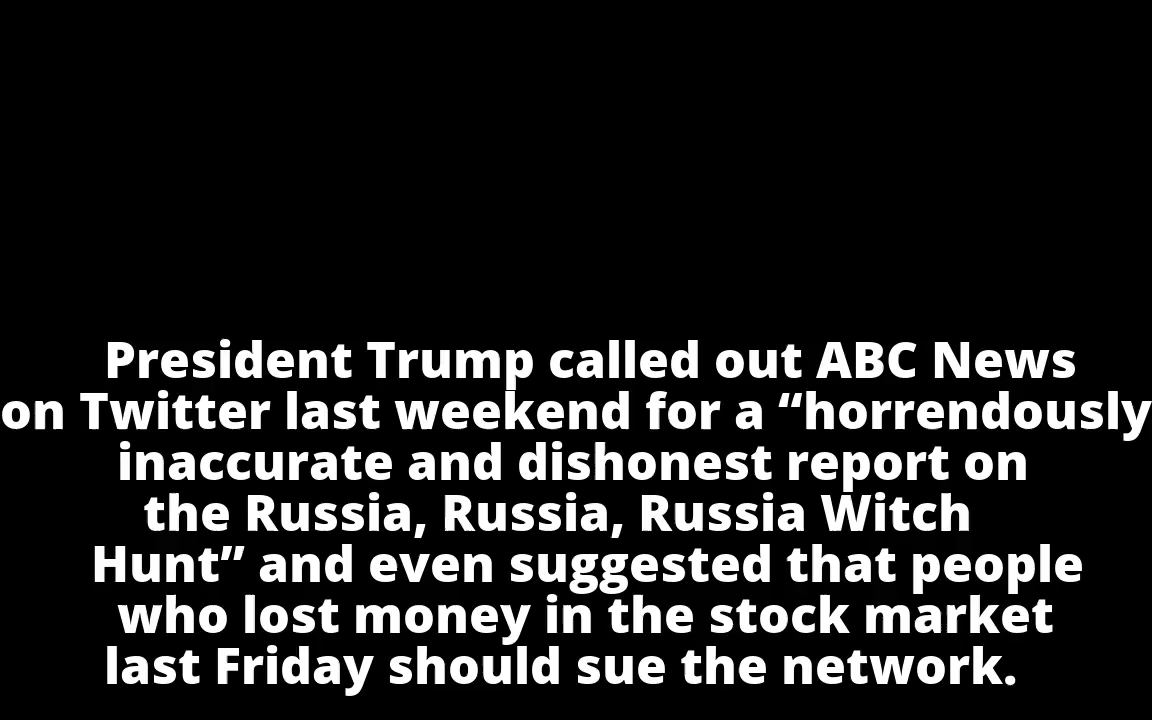 President Trump called out ABC News
on Twitter last weekend for a “horrendously
inaccurate and dishonest report on
the Russia, Russia, Russia Witch
Hunt” and even suggested that people
who lost money in the stock market
last Friday should sue the network.